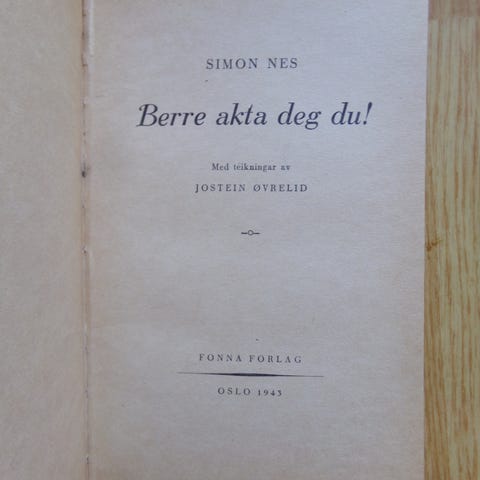 SIMON NES
Berre akta deg du!
Med teikningar av
JOSTEIN ØVRELID
FONNA FORLAG
OSLO 1943